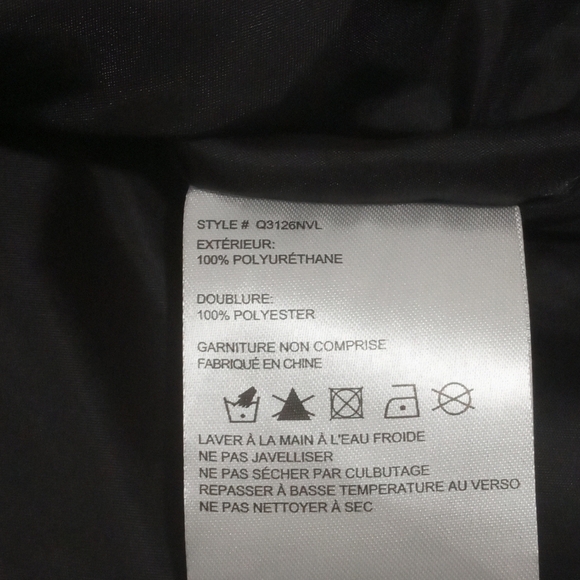 STYLE # Q3126NVL
EXTÉRIEUR:
100% POLYURÉTHANE
DOUBLURE:
100% POLYESTER
GARNITURE NON COMPRISE
FABRIQUÉ EN CHINE
LAVER À LA MAIN À L'EAU FROIDE
NE PAS JAVELLISER
NE PAS SÉCHER PAR CULBUTAGE
REPASSER À BASSE TEMPERATURE AU VERSO
NE PAS NETTOYER À SEC